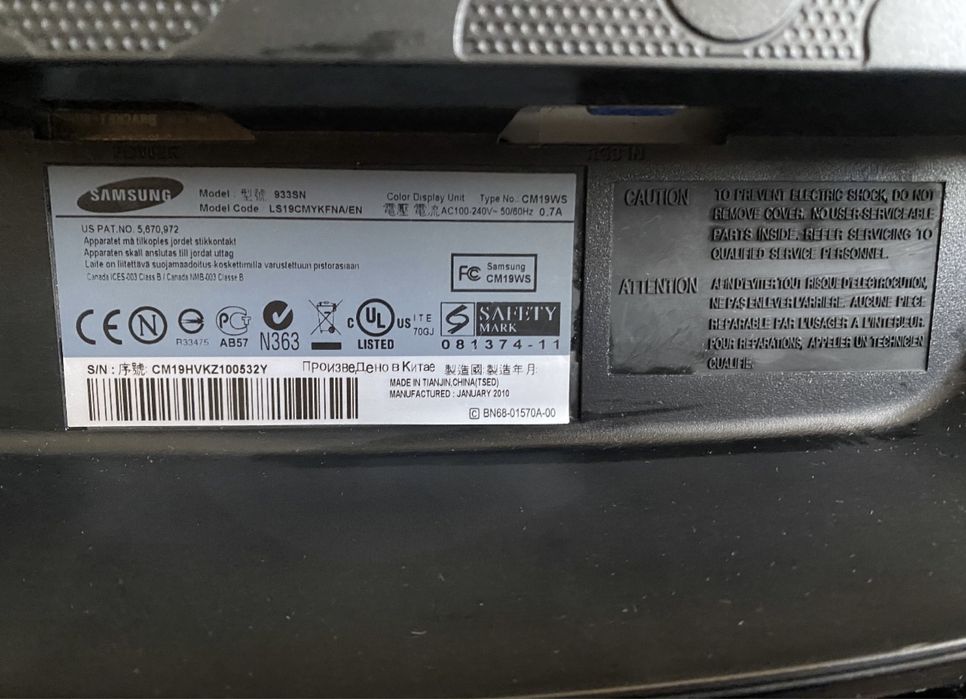 POWER
RGB IN
SAMSUNG
Model : 型號 933SN
Model Code LS19CMYKFNA/EN
Color Display Unit Type No. CM19WS
電壓 電流 AC100-240V~ 50/60Hz 0.7A
US PAT.NO. 5,670,972
Apparatet må tilkoples jordet stikkontakt
Apparaten skall anslutas till jordat uttag
Laite on liitettävä suojamaadoitus-koskettimilla varustettuun pistorasiaan
Canada ICES-003 Class B / Canada NMB-003 Classe B
FC Samsung
CM19WS
CE N e R33475 PG AB57 N363 c UL US LISTED I.T.E 70GJ
S SAFETY
MARK
081374-11
S/N : 序號: CM19HVKZ100532Y
ПроизвеДено в Китае 製造國 製造年月:
MADE IN TIANJIN,CHINA(TSED)
MANUFACTURED : JANUARY 2010
C BN68-01570A-00
CAUTION TO PREVENT ELECTRIC SHOCK, DO NOT
REMOVE COVER. NO USER-SERVICEABLE
PARTS INSIDE. REFER SERVICING TO
QUALIFIED SERVICE PERSONNEL.
ATTENTION AFIN D'EVITER TOUT RISQUE D'ELECTROCUTION,
NE PAS ENLEVER L'ARRIERE. AUCUNE PIECE
REPARABLE PAR L'USAGER A L'INTERIEUR.
POUR REPARATIONS, APPELER UN TECHNICIEN
QUALIFIE.